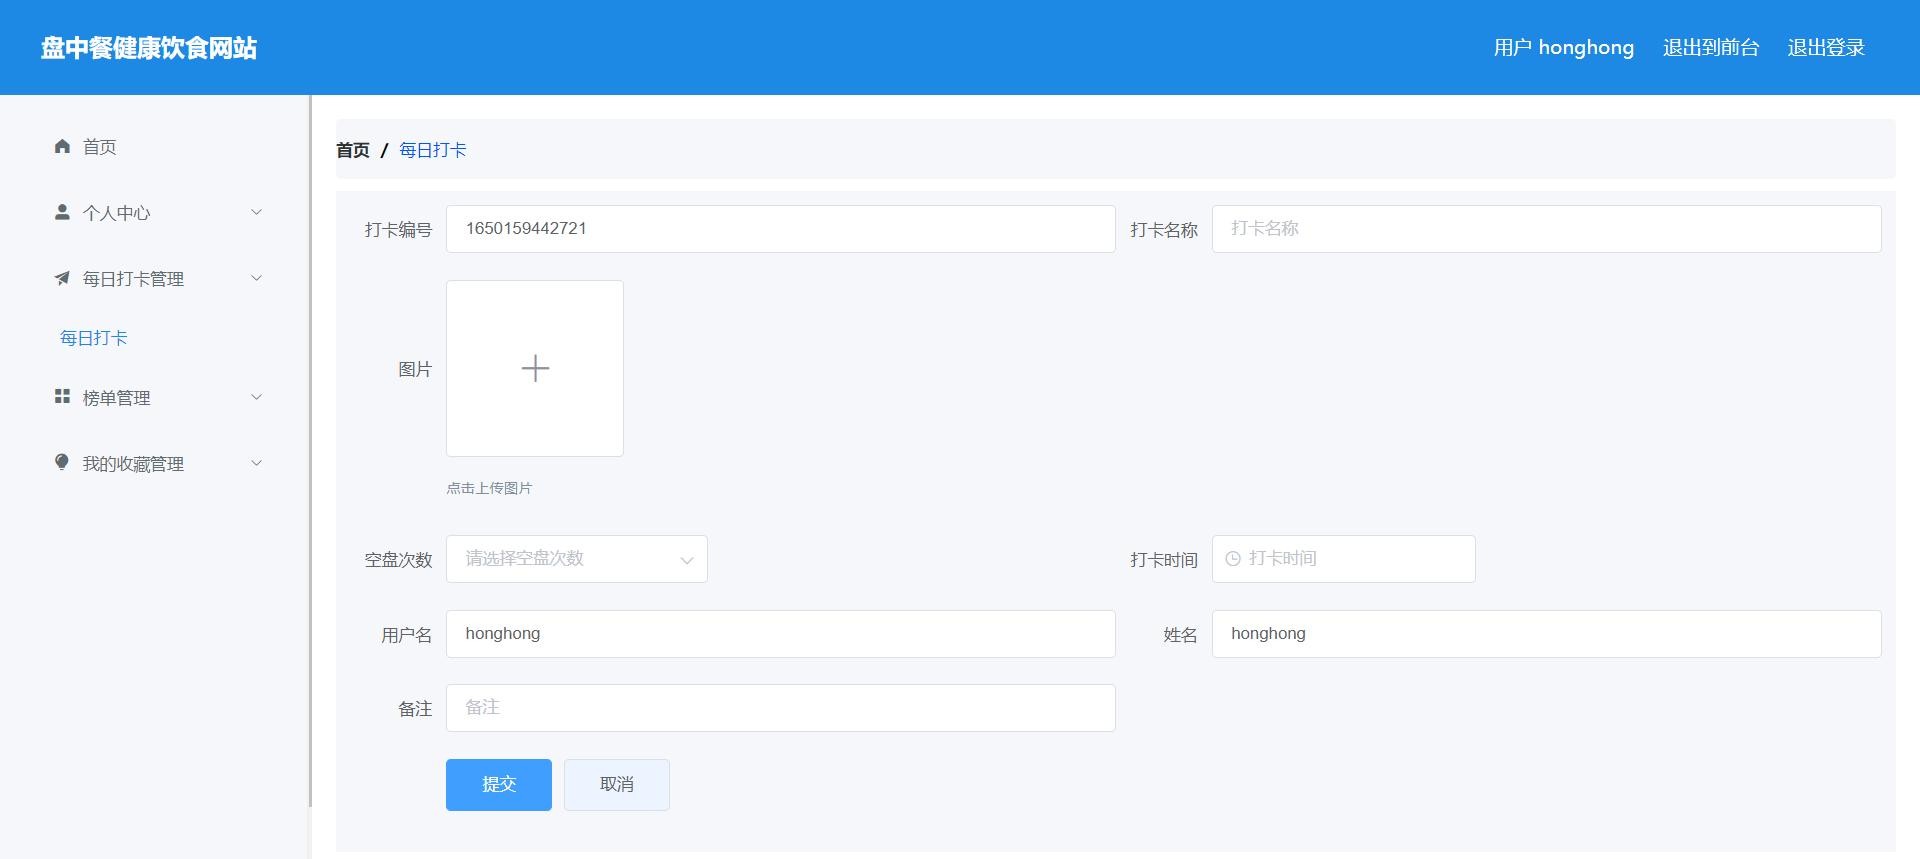 盘中餐健康饮食网站
用户 honghong 退出到前台 退出登录
首页
个人中心
每日打卡管理
每日打卡
榜单管理
我的收藏管理
首页 / 每日打卡
打卡编号 1650159442721 打卡名称 打卡名称
图片
点击上传图片
空盘次数 请选择空盘次数 打卡时间 打卡时间
用户名 honghong 姓名 honghong
备注 备注
提交 取消